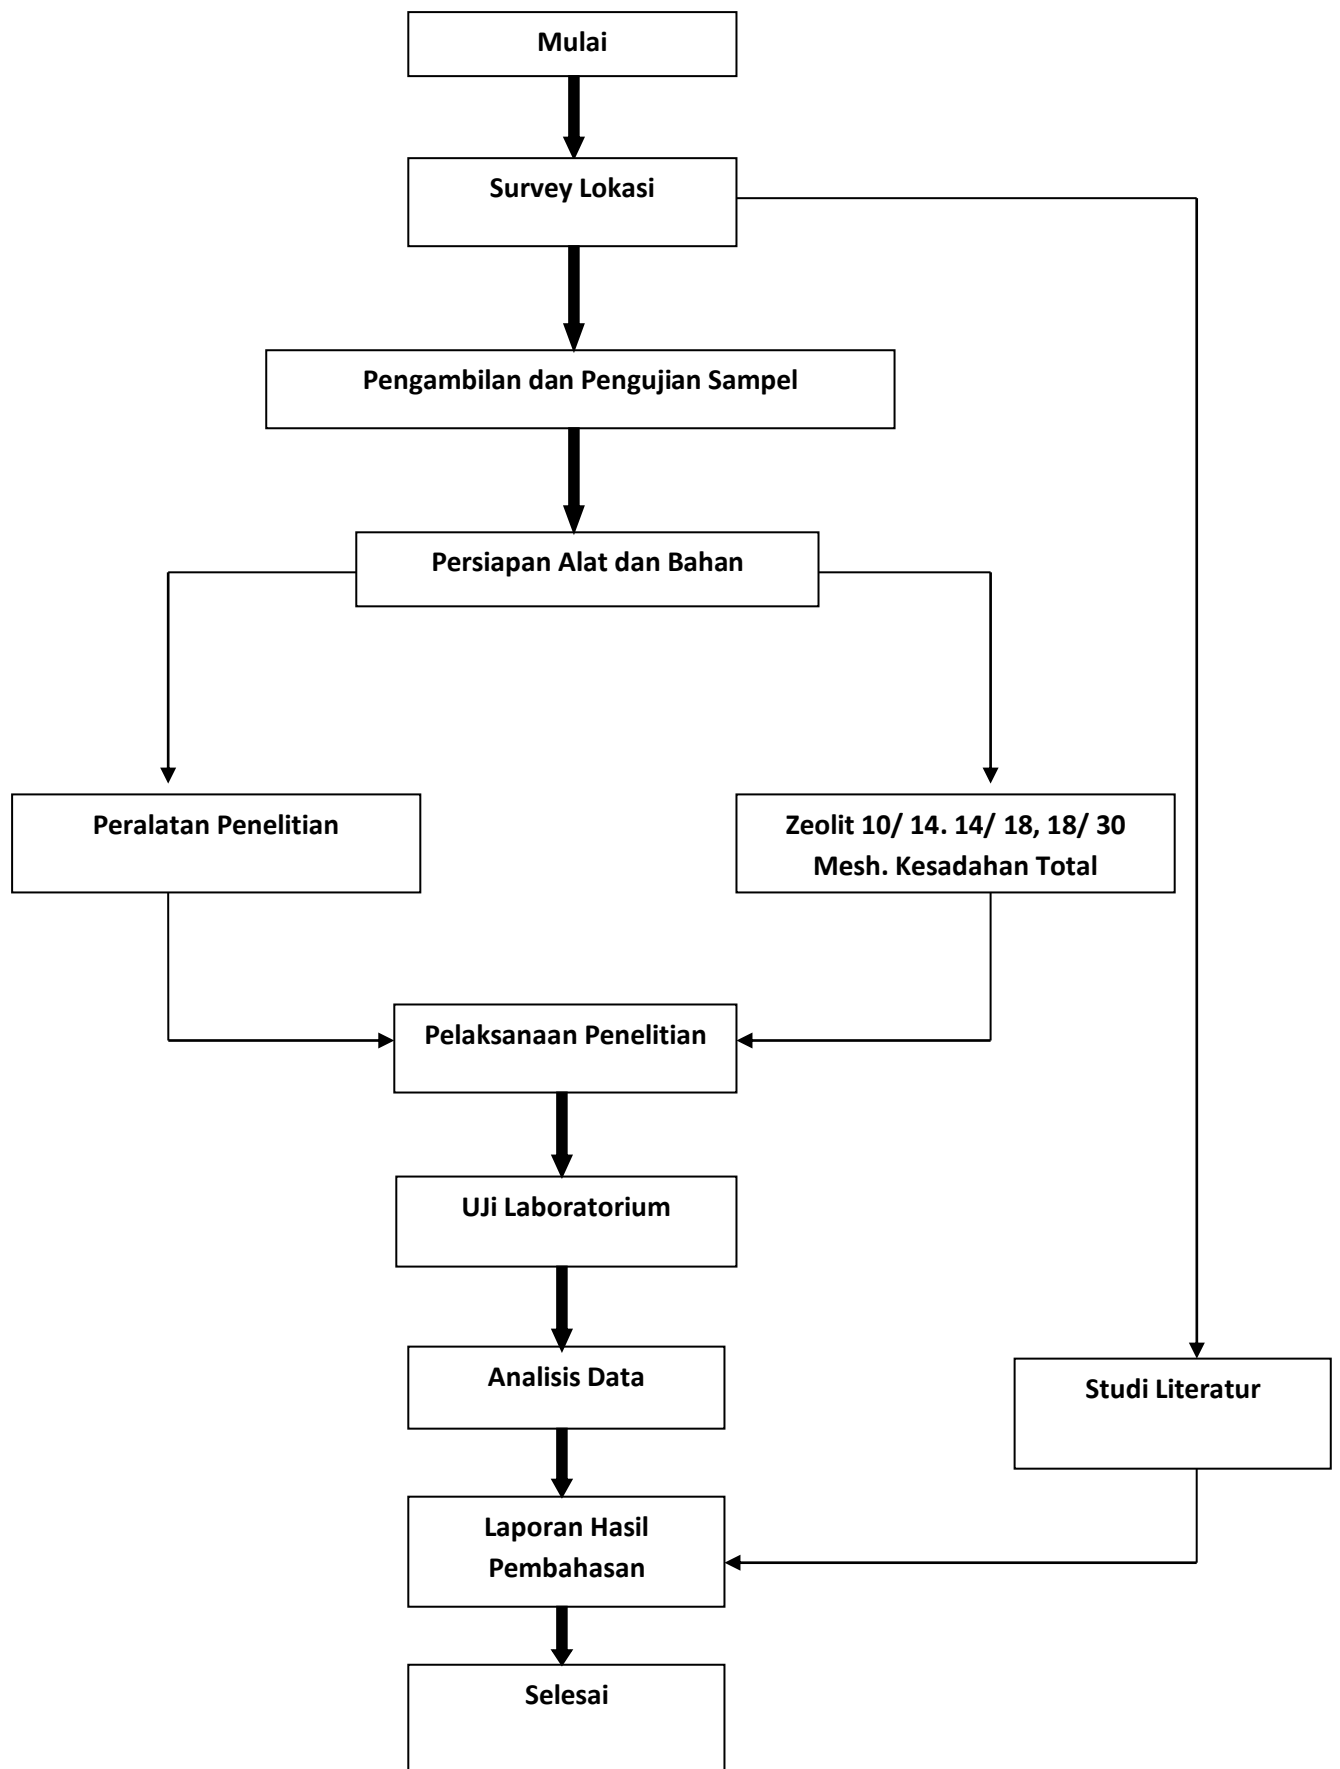 Mulai
Survey Lokasi
Pengambilan dan Pengujian Sampel
Persiapan Alat dan Bahan
Peralatan Penelitian
Zeolit 10/ 14. 14/ 18, 18/ 30
Mesh. Kesadahan Total
Pelaksanaan Penelitian
UJi Laboratorium
Analisis Data
Studi Literatur
Laporan Hasil
Pembahasan
Selesai